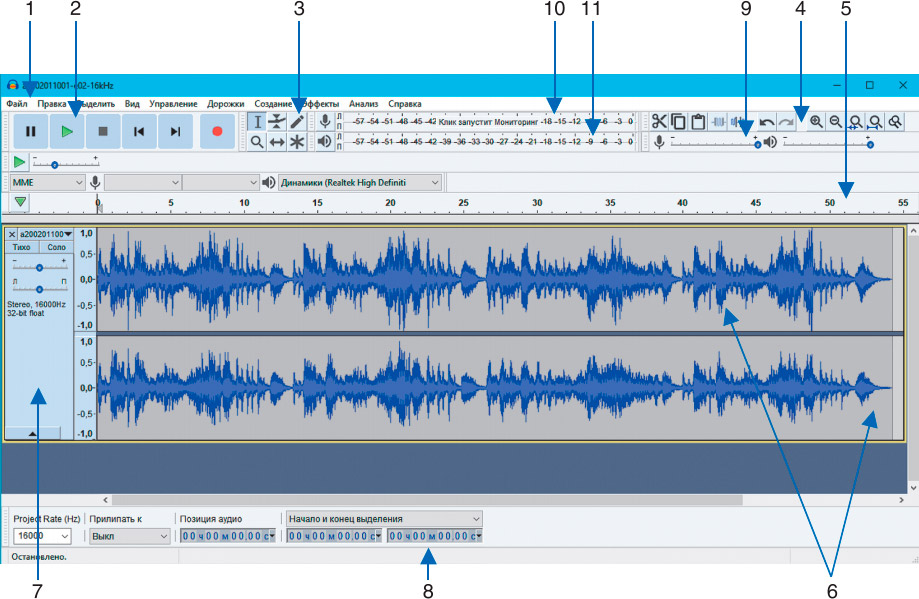 1 2 3 10 11 9 4 5
a2002011001-e02-16kHz
Файл Правка Выделить Вид Управление Дорожки Создание Эффекты Анализ Справка
Л П -57 -54 -51 -48 -45 -42 Клик запустит Мониторинг -18 -15 -12 -9 -6 -3 0
Л П -57 -54 -51 -48 -45 -42 -39 -36 -33 -30 -27 -24 -21 -18 -15 -12 -9 -6 -3 0
- +
- +
- +
MME Динамики (Realtek High Definiti
0 5 10 15 20 25 30 35 40 45 50 55
a200201100
Тихо Соло
- +
Л П
Stereo, 16000Hz
32-bit float
1,0
0,5-
0,0-
-0,5-
-1,0
1,0
0,5-
0,0-
-0,5-
-1,0
Project Rate (Hz) Прилипать к Позиция аудио Начало и конец выделения
16000 Выкл 00 ч 00 м 00,00 с 00 ч 00 м 00,00 с 00 ч 00 м 00,00 с
Остановлено.
7 8 6